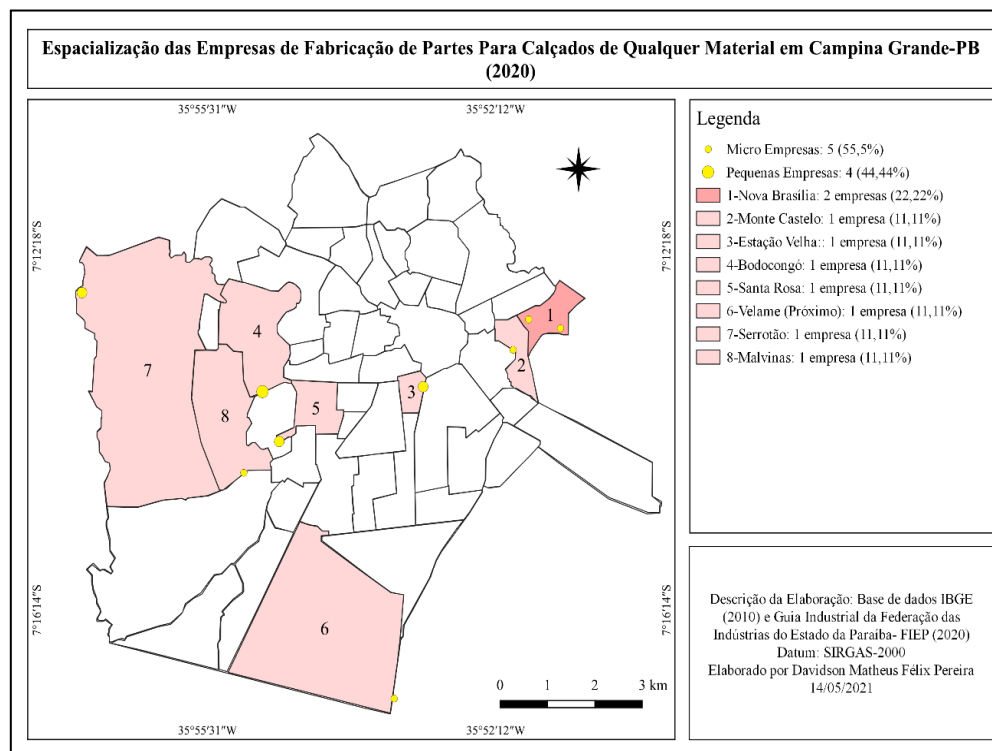 Espacialização das Empresas de Fabricação de Partes Para Calçados de Qualquer Material em Campina Grande-PB
(2020)
35°55'31"W
35°52'12"W
7°12'18"S
7°12'18"S
1
2
3
4
5
6
7
8
7°16'14"S
7°16'14"S
0 1 2 3 km
35°55'31"W
35°52'12"W
Legenda
Micro Empresas: 5 (55,5%)
Pequenas Empresas: 4 (44,44%)
1-Nova Brasília: 2 empresas (22,22%)
2-Monte Castelo: 1 empresa (11,11%)
3-Estação Velha:: 1 empresa (11,11%)
4-Bodocongó: 1 empresa (11,11%)
5-Santa Rosa: 1 empresa (11,11%)
6-Velame (Próximo): 1 empresa (11,11%)
7-Serrotão: 1 empresa (11,11%)
8-Malvinas: 1 empresa (11,11%)
Descrição da Elaboração: Base de dados IBGE
(2010) e Guia Industrial da Federação das
Indústrias do Estado da Paraiba- FIEP (2020)
Datum: SIRGAS-2000
Elaborado por Davidson Matheus Félix Pereira
14/05/2021